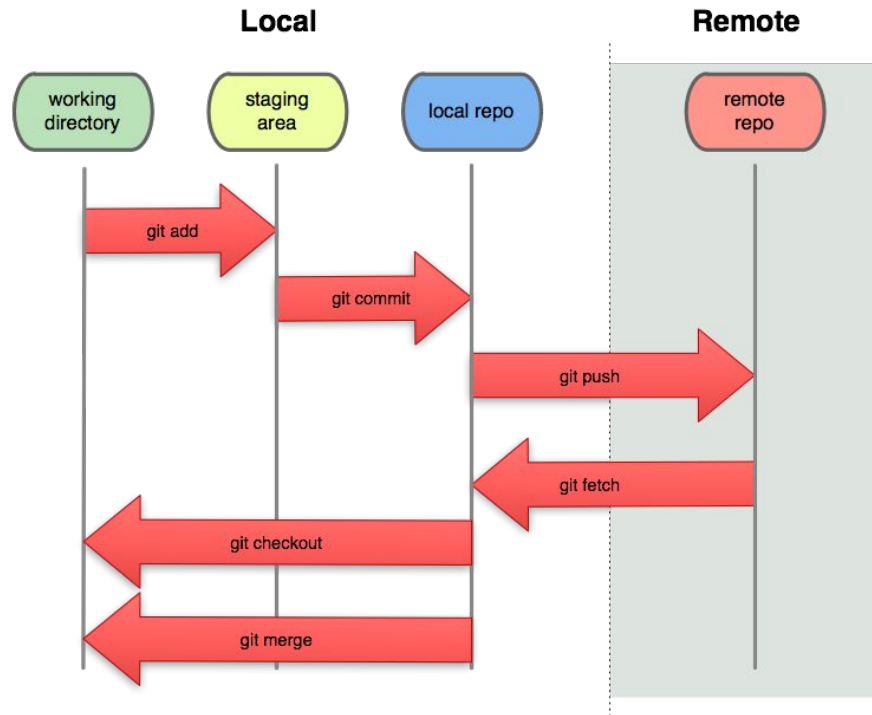 Local
Remote
working
directory
staging
area
local repo
remote
repo
git add
git commit
git push
git fetch
git checkout
git merge